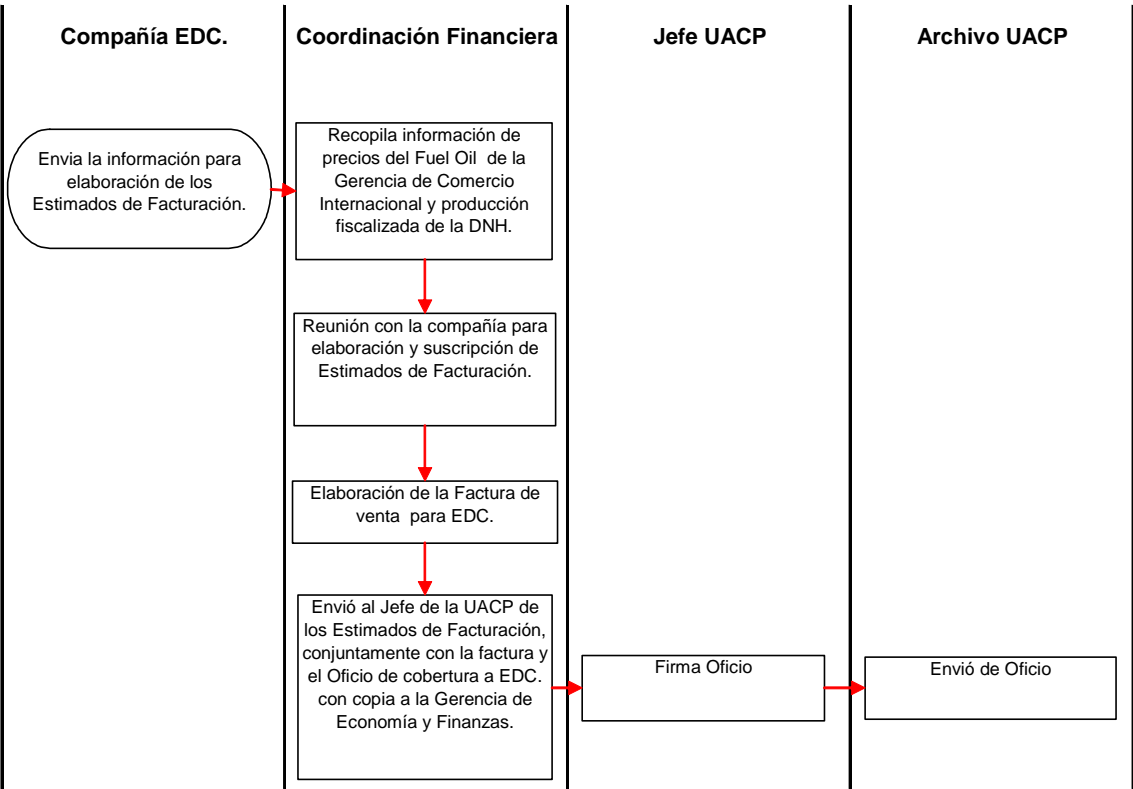 Compañía EDC.
Coordinación Financiera
Jefe UACP
Archivo UACP
Envia la información para
elaboración de los
Estimados de Facturación.
Recopila información de
precios del Fuel Oil de la
Gerencia de Comercio
Internacional y producción
fiscalizada de la DNH.
Reunión con la compañía para
elaboración y suscripción de
Estimados de Facturación.
Elaboración de la Factura de
venta para EDC.
Envió al Jefe de la UACP de
los Estimados de Facturación,
conjuntamente con la factura y
el Oficio de cobertura a EDC.
con copia a la Gerencia de
Economía y Finanzas.
Firma Oficio
Envió de Oficio